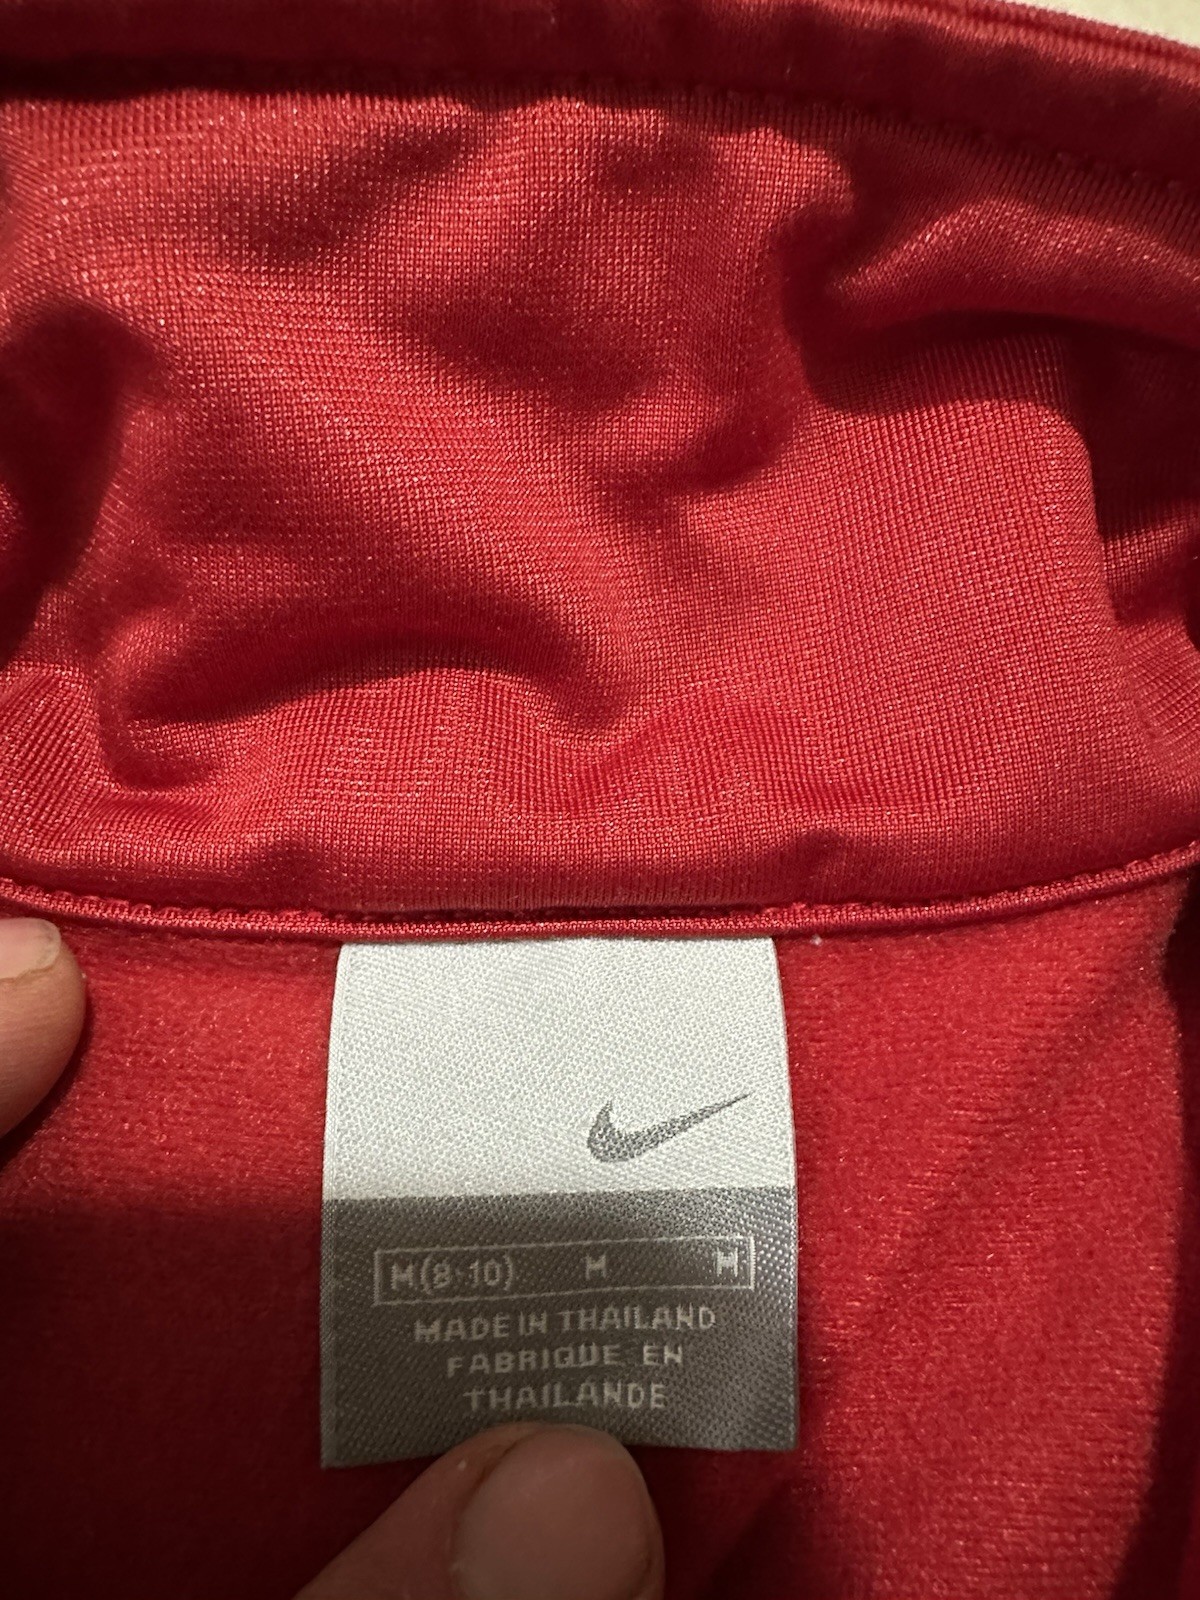 M(8-10) M M
MADE IN THAILAND
FABRIQUE EN
THAILANDE